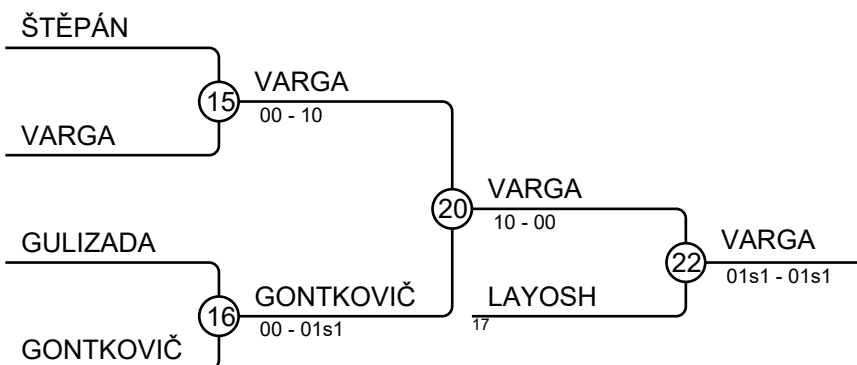 ŠTĚPÁN
15
VARGA
00 - 10
VARGA
20
VARGA
10 - 00
GULIZADA
22
VARGA
01s1 - 01s1
16
GONTKOVIČ
00 - 01s1
LAYOSH
17
GONTKOVIČ